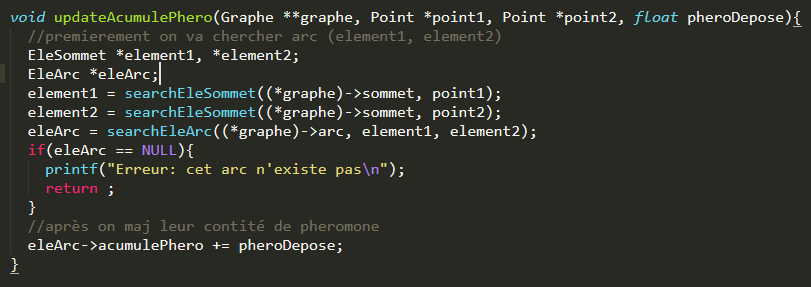 void updateAcumulePhero(Graphe **graphe, Point *point1, Point *point2, float pheroDepose){
  //premierement on va chercher arc (element1, element2)
  EleSommet *element1, *element2;
  EleArc *eleArc;
  element1 = searchEleSommet((*graphe)->sommet, point1);
  element2 = searchEleSommet((*graphe)->sommet, point2);
  eleArc = searchEleArc((*graphe)->arc, element1, element2);
  if(eleArc == NULL){
    printf("Erreur: cet arc n'existe pas\n");
    return ;
  }
  //après on maj leur contité de pheromone
  eleArc->acumulePhero += pheroDepose;
}